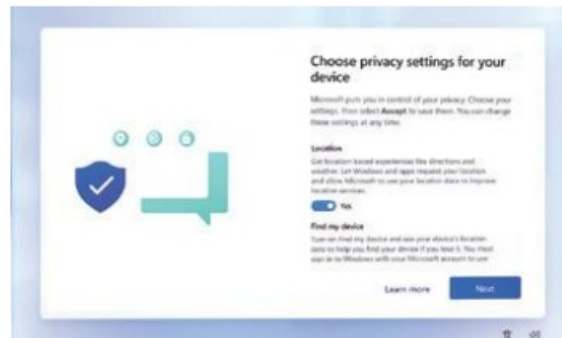 Choose privacy settings for your
device
Microsoft puts you in control of your privacy. Choose your
settings, then select Accept to save them. You can change
these settings at any time.
Location
Get location-based experiences like directions and
weather. Let Windows and apps request your location
and allow Microsoft to use your location data to improve
location services.
Yes
Find my device
Turn on Find my device and use your device's location
data to help you find your device if you lose it. You must
sign in to Windows with your Microsoft account to use
Learn more
Next